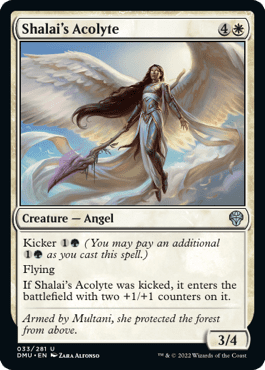 Shalai's Acolyte 4
Creature — Angel
Kicker 1 (You may pay an additional
1 as you cast this spell.)
Flying
If Shalai's Acolyte was kicked, it enters the
battlefield with two +1/+1 counters on it.
Armed by Multani, she protected the forest
from above.
3/4
033/281 U
DMU • EN ZARA ALFONSO
™ & © 2022 Wizards of the Coast